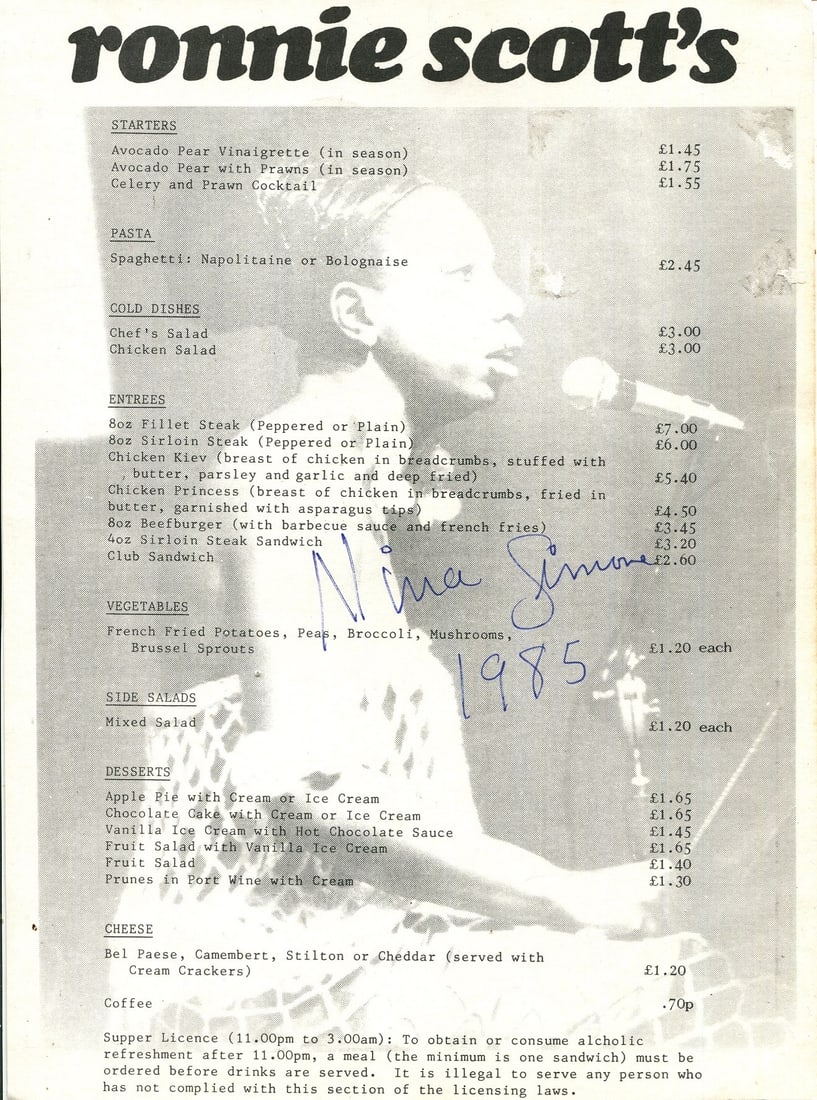 ronnie scott's
STARTERS
Avocado Pear Vinaigrette (in season) £1.45
Avocado Pear with Prawns (in season) £1.75
Celery and Prawn Cocktail £1.55
PASTA
Spaghetti: Napolitaine or Bolognaise £2.45
COLD DISHES
Chef's Salad £3.00
Chicken Salad £3.00
ENTREES
8oz Fillet Steak (Peppered or Plain) £7.00
8oz Sirloin Steak (Peppered or Plain) £6.00
Chicken Kiev (breast of chicken in breadcrumbs, stuffed with
butter, parsley and garlic and deep fried) £5.40
Chicken Princess (breast of chicken in breadcrumbs, fried in
butter, garnished with asparagus tips) £4.50
8oz Beefburger (with barbecue sauce and french fries) £3.45
4oz Sirloin Steak Sandwich £3.20
Club Sandwich £2.60
Nina Simone
1985
VEGETABLES
French Fried Potatoes, Peas, Broccoli, Mushrooms,
Brussel Sprouts £1.20 each
SIDE SALADS
Mixed Salad £1.20 each
DESSERTS
Apple Pie with Cream or Ice Cream £1.65
Chocolate Cake with Cream or Ice Cream £1.65
Vanilla Ice Cream with Hot Chocolate Sauce £1.45
Fruit Salad with Vanilla Ice Cream £1.65
Fruit Salad £1.40
Prunes in Port Wine with Cream £1.30
CHEESE
Bel Paese, Camembert, Stilton or Cheddar (served with
Cream Crackers) £1.20
Coffee .70p
Supper Licence (11.00pm to 3.00am): To obtain or consume alcholic
refreshment after 11.00pm, a meal (the minimum is one sandwich) must be
ordered before drinks are served. It is illegal to serve any person who
has not complied with this section of the licensing laws.